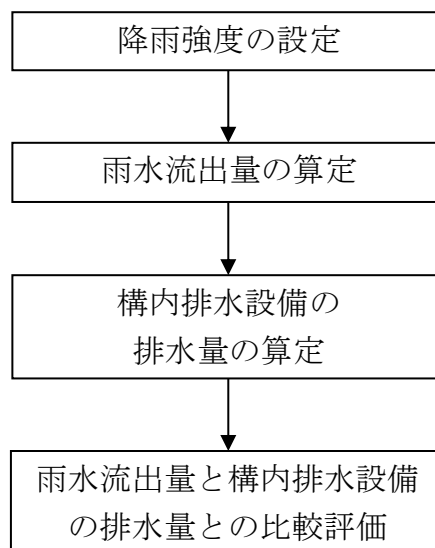 降雨強度の設定
雨水流出量の算定
構内排水設備の
排水量の算定
雨水流出量と構内排水設備
の排水量との比較評価